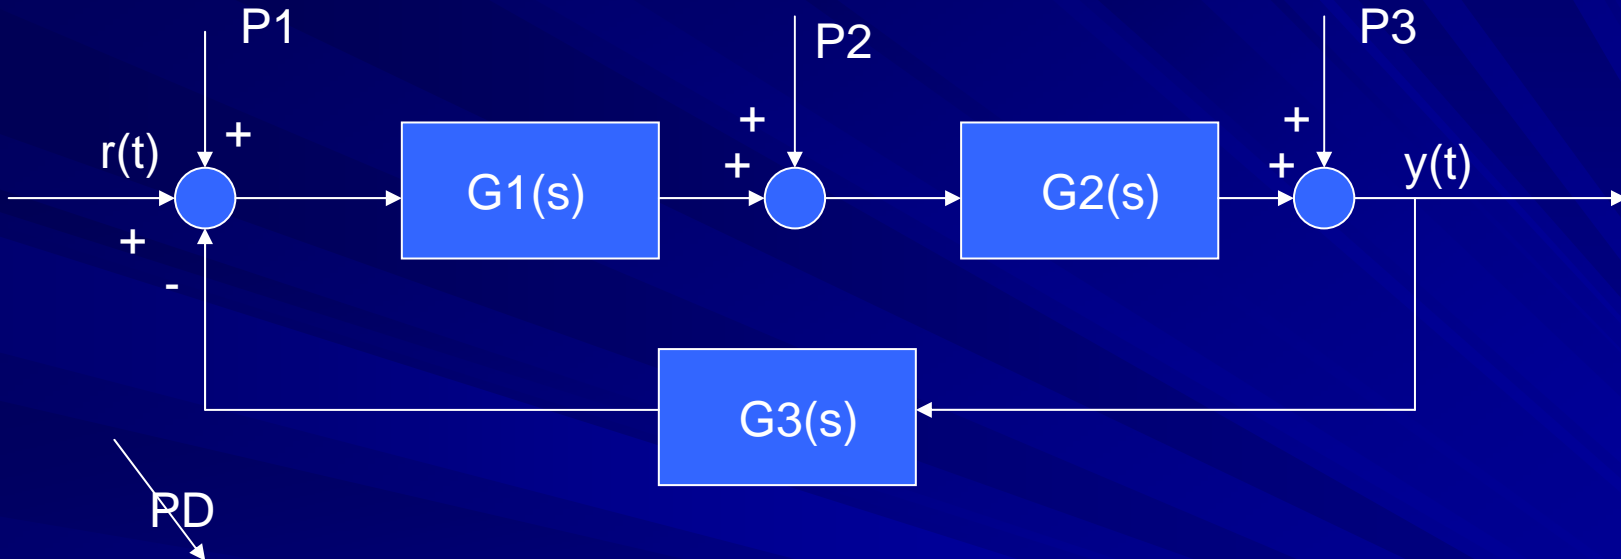 P1
P2
P3
+
+
+
r(t)
G1(s)
+
G2(s)
+
y(t)
+
-
G3(s)
PD